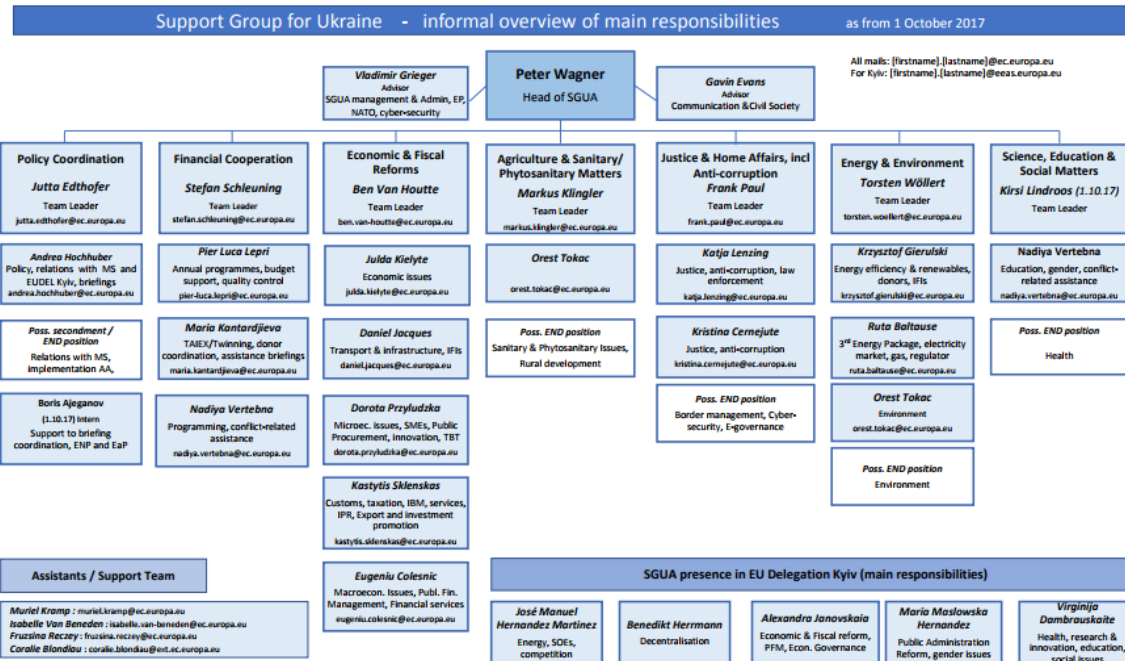 Support Group for Ukraine - informal overview of main responsibilities as from 1 October 2017
All mails: [firstname].[lastname]@ec.europa.eu
For Kyiv: [firstname].[lastname]@eeas.europa.eu
Vladimir Grieger
Advisor
SGUA management & Admin, EP,
NATO, cyber-security
Peter Wagner
Head of SGUA
Gavin Evans
Advisor
Communication &Civil Society
Policy Coordination
Jutta Edthofer
Team Leader
jutta.edthofer@ec.europa.eu
Andrea Hochhuber
Policy, relations with MS and
EUDEL Kyiv, briefings
andrea.hochhuber@ec.europa.eu
Poss. secondment /
END position
Relations with MS,
implementation AA,
Boris Ajeganov
(1.10.17) Intern
Support to briefing
coordination, ENP and EaP
Financial Cooperation
Stefan Schleuning
Team Leader
stefan.schleuning@ec.europa.eu
Pier Luca Lepri
Annual programmes, budget
support, quality control
pier-luca.lepri@ec.europa.eu
Maria Kantardjieva
TAIEX/Twinning, donor
coordination, assistance briefings
maria.kantardjieva@ec.europa.eu
Nadiya Vertebna
Programming, conflict-related
assistance
nadiya.vertebna@ec.europa.eu
Economic & Fiscal
Reforms
Ben Van Houtte
Team Leader
ben.van-houtte@ec.europa.eu
Julda Kielyte
Economic issues
julda.kielyte@ec.europa.eu
Daniel Jacques
Transport & infrastructure, IFIs
daniel.jacques@ec.europa.eu
Dorota Przyludzka
Microec. issues, SMEs, Public
Procurement, innovation, TBT
dorota.przyludzka@ec.europa.eu
Kastytis Sklenskas
Customs, taxation, IBM, services,
IPR, Export and investment
promotion
kastytis.sklenskas@ec.europa.eu
Eugeniu Colesnic
Macroecon. Issues, Publ. Fin.
Management, Financial services
eugeniu.colesnic@ec.europa.eu
Agriculture & Sanitary/
Phytosanitary Matters
Markus Klingler
Team Leader
markus.klingler@ec.europa.eu
Orest Tokac
orest.tokac@ec.europa.eu
Poss. END position
Sanitary & Phytosanitary Issues,
Rural development
Justice & Home Affairs, incl
Anti-corruption
Frank Paul
Team Leader
frank.paul@ec.europa.eu
Katja Lenzing
Justice, anti-corruption, law
enforcement
katja.lenzing@ec.europa.eu
Kristina Cernejute
Justice, anti-corruption
kristina.cernejute@ec.europa.eu
Poss. END position
Border management, Cyber-
security, E-governance
Energy & Environment
Torsten Wöllert
Team Leader
torsten.woellert@ec.europa.eu
Krzysztof Gierulski
Energy efficiency & renewables,
donors, IFIs
krzysztof.gierulski@ec.europa.eu
Ruta Baltause
3rd Energy Package, electricity
market, gas, regulator
ruta.baltause@ec.europa.eu
Orest Tokac
Environment
orest.tokac@ec.europa.eu
Poss. END position
Environment
Science, Education &
Social Matters
Kirsi Lindroos (1.10.17)
Team Leader
Nadiya Vertebna
Education, gender, conflict-
related assistance
nadiya.vertebna@ec.europa.eu
Poss. END position
Health
Assistants / Support Team
Muriel Kramp : muriel.kramp@ec.europa.eu
Isabelle Van Beneden : isabelle.van-beneden@ec.europa.eu
Fruzsina Reczey : fruzsina.reczey@ec.europa.eu
Coralie Blondiau : coralie.blondiau@ext.ec.europa.eu
SGUA presence in EU Delegation Kyiv (main responsibilities)
José Manuel
Hernandez Martinez
Energy, SOEs,
competition
Benedikt Herrmann
Decentralisation
Alexandra Janovskaia
Economic & Fiscal reform,
PFM, Econ. Governance
Maria Maslowska
Hernandez
Public Administration
Reform, gender issues
Virginija
Dambrauskaite
Health, research &
innovation, education,
social issues